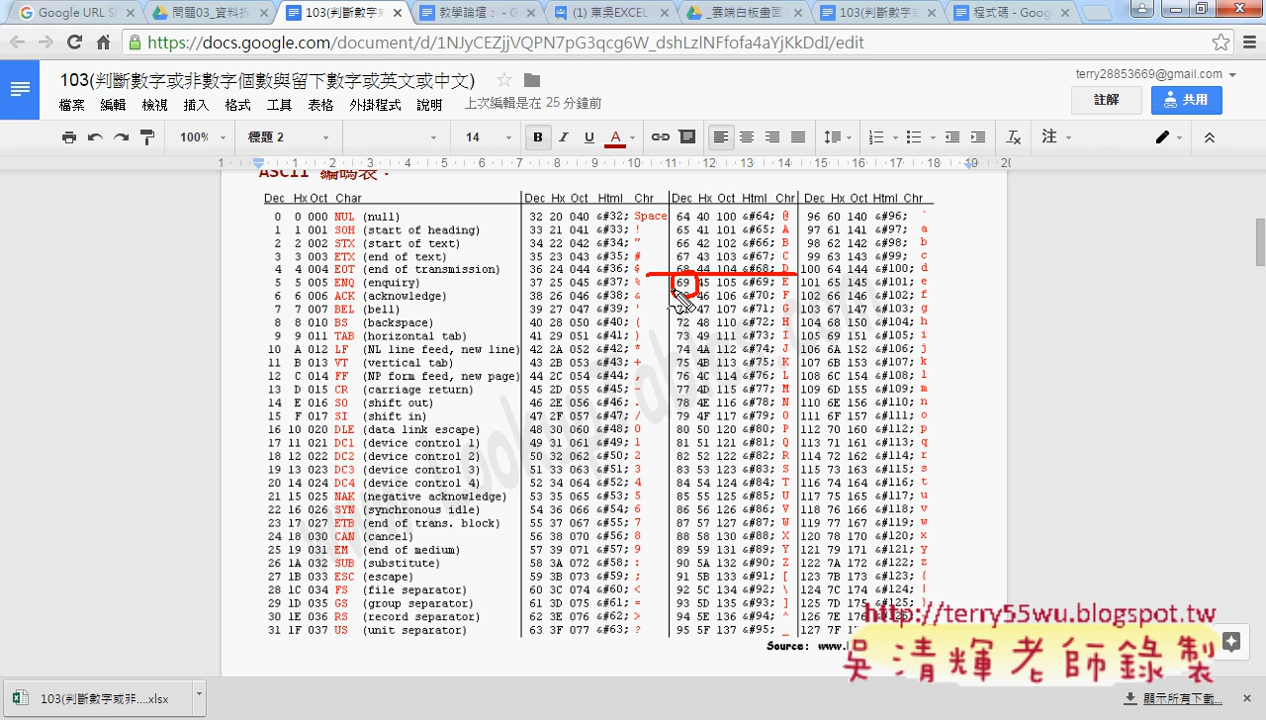 Google URL S
問題03_資料拆
103(判斷數字
教學論壇： - G
(1) 東吳EXCEL
_雲端白板畫面
103(判斷數字
程式碼 - Goog
https://docs.google.com/document/d/1NJyCEZjjVQPN7pG3qcg6W_dshLzlNFfofa4aYjKkDdI/edit
103(判斷數字或非數字個數與留下數字或英文或中文)
terry28853669@gmail.com
檔案 編輯 檢視 插入 格式 工具 表格 外掛程式 說明 上次編輯是在 25 分鐘前
註解
共用
100% 標題 2 14 B I U A 注
1 1 2 3 4 5 6 7 8 9 10 11 12 13 14 15 16 17 18 19 20
ASCII 編碼表：
Dec Hx Oct Char Dec Hx Oct Html Chr Dec Hx Oct Html Chr Dec Hx Oct Html Chr
0 0 000 NUL (null) 32 20 040 &#32; Space 64 40 100 &#64; @ 96 60 140 &#96; `
1 1 001 SOH (start of heading) 33 21 041 &#33; ! 65 41 101 &#65; A 97 61 141 &#97; a
2 2 002 STX (start of text) 34 22 042 &#34; " 66 42 102 &#66; B 98 62 142 &#98; b
3 3 003 ETX (end of text) 35 23 043 &#35; # 67 43 103 &#67; C 99 63 143 &#99; c
4 4 004 EOT (end of transmission) 36 24 044 &#36; $ 68 44 104 &#68; D 100 64 144 &#100; d
5 5 005 ENQ (enquiry) 37 25 045 &#37; % 69 45 105 &#69; E 101 65 145 &#101; e
6 6 006 ACK (acknowledge) 38 26 046 &#38; & 46 106 &#70; F 102 66 146 &#102; f
7 7 007 BEL (bell) 39 27 047 &#39; ' 47 107 &#71; G 103 67 147 &#103; g
8 8 010 BS (backspace) 40 28 050 &#40; ( 72 48 110 &#72; H 104 68 150 &#104; h
9 9 011 TAB (horizontal tab) 41 29 051 &#41; ) 73 49 111 &#73; I 105 69 151 &#105; i
10 A 012 LF (NL line feed, new line) 42 2A 052 &#42; * 74 4A 112 &#74; J 106 6A 152 &#106; j
11 B 013 VT (vertical tab) 43 2B 053 &#43; + 75 4B 113 &#75; K 107 6B 153 &#107; k
12 C 014 FF (NP form feed, new page) 44 2C 054 &#44; , 76 4C 114 &#76; L 108 6C 154 &#108; l
13 D 015 CR (carriage return) 45 2D 055 &#45; - 77 4D 115 &#77; M 109 6D 155 &#109; m
14 E 016 SO (shift out) 46 2E 056 &#46; . 78 4E 116 &#78; N 110 6E 156 &#110; n
15 F 017 SI (shift in) 47 2F 057 &#47; / 79 4F 117 &#79; O 111 6F 157 &#111; o
16 10 020 DLE (data link escape) 48 30 060 &#48; 0 80 50 120 &#80; P 112 70 160 &#112; p
17 11 021 DC1 (device control 1) 49 31 061 &#49; 1 81 51 121 &#81; Q 113 71 161 &#113; q
18 12 022 DC2 (device control 2) 50 32 062 &#50; 2 82 52 122 &#82; R 114 72 162 &#114; r
19 13 023 DC3 (device control 3) 51 33 063 &#51; 3 83 53 123 &#83; S 115 73 163 &#115; s
20 14 024 DC4 (device control 4) 52 34 064 &#52; 4 84 54 124 &#84; T 116 74 164 &#116; t
21 15 025 NAK (negative acknowledge) 53 35 065 &#53; 5 85 55 125 &#85; U 117 75 165 &#117; u
22 16 026 SYN (synchronous idle) 54 36 066 &#54; 6 86 56 126 &#86; V 118 76 166 &#118; v
23 17 027 ETB (end of trans. block) 55 37 067 &#55; 7 87 57 127 &#87; W 119 77 167 &#119; w
24 18 030 CAN (cancel) 56 38 070 &#56; 8 88 58 130 &#88; X 120 78 170 &#120; x
25 19 031 EM (end of medium) 57 39 071 &#57; 9 89 59 131 &#89; Y 121 79 171 &#121; y
26 1A 032 SUB (substitute) 58 3A 072 &#58; : 90 5A 132 &#90; Z 122 7A 172 &#122; z
27 1B 033 ESC (escape) 59 3B 073 &#59; ; 91 5B 133 &#91; [ 123 7B 173 &#123; {
28 1C 034 FS (file separator) 60 3C 074 &#60; < 92 5C 134 &#92; \ 124 7C 174 &#124; |
29 1D 035 GS (group separator) 61 3D 075 &#61; = 93 5D 135 &#93; ] 125 7D 175 &#125; }
30 1E 036 RS (record separator) 62 3E 076 &#62; > 94 5E 136 &#94; ^ 126 7E 176
31 1F 037 US (unit separator) 63 3F 077 &#63; ? 95 5F 137 &#95; _ 127 7F
Source: www.
http://terry55wu.blogspot.tw
吳清輝老師錄製
103(判斷數字或非....xlsx
顯示所有下載...